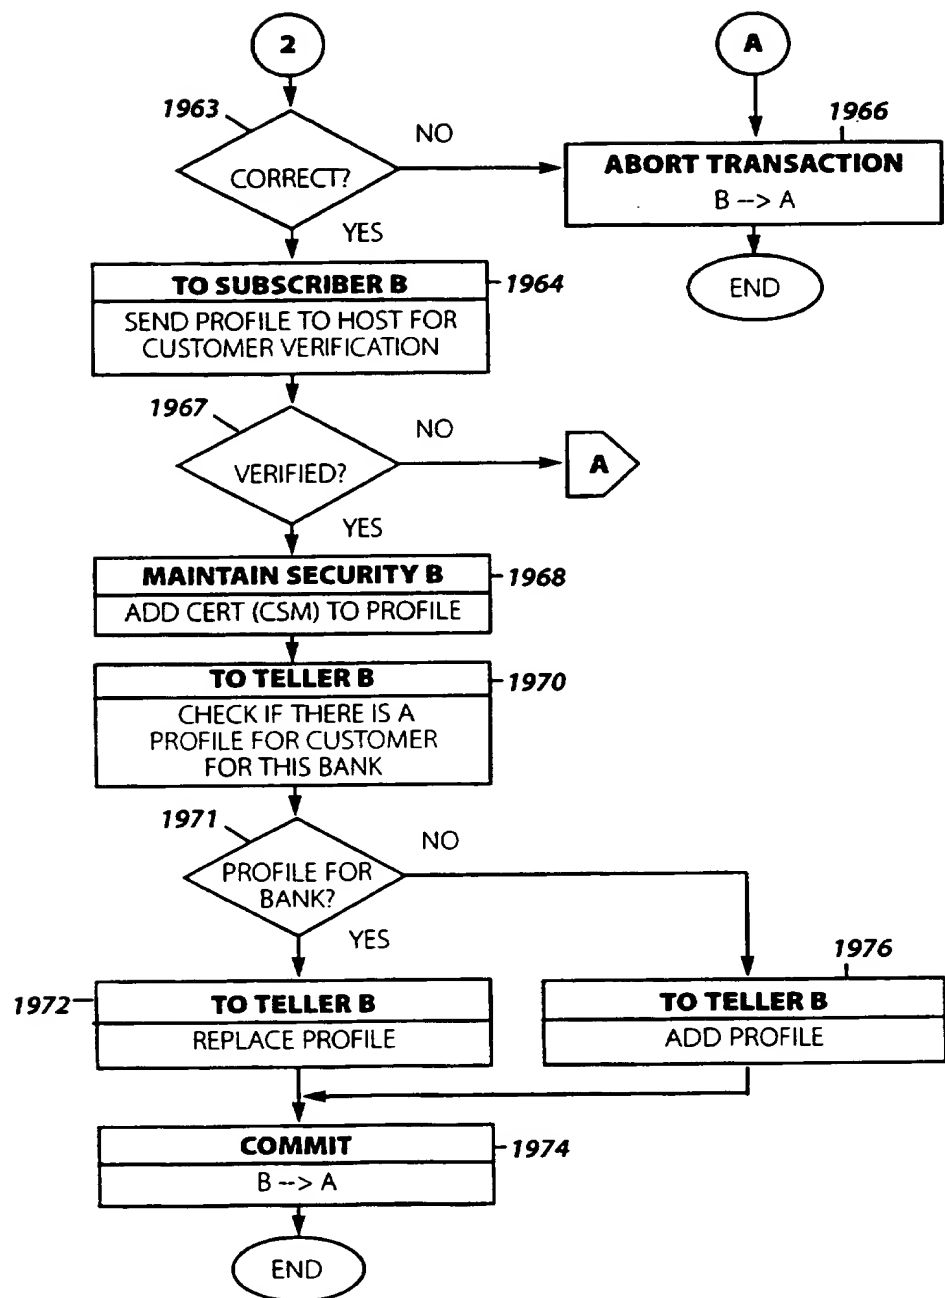 2
A
1963
NO
1966
CORRECT?
ABORT TRANSACTION
B --> A
YES
TO SUBSCRIBER B
1964
END
SEND PROFILE TO HOST FOR
CUSTOMER VERIFICATION
1967
NO
VERIFIED?
A
YES
MAINTAIN SECURITY B
1968
ADD CERT (CSM) TO PROFILE
TO TELLER B
1970
CHECK IF THERE IS A
PROFILE FOR CUSTOMER
FOR THIS BANK
1971
NO
PROFILE FOR
BANK?
YES
1976
1972
TO TELLER B
REPLACE PROFILE
TO TELLER B
ADD PROFILE
COMMIT
1974
B --> A
END